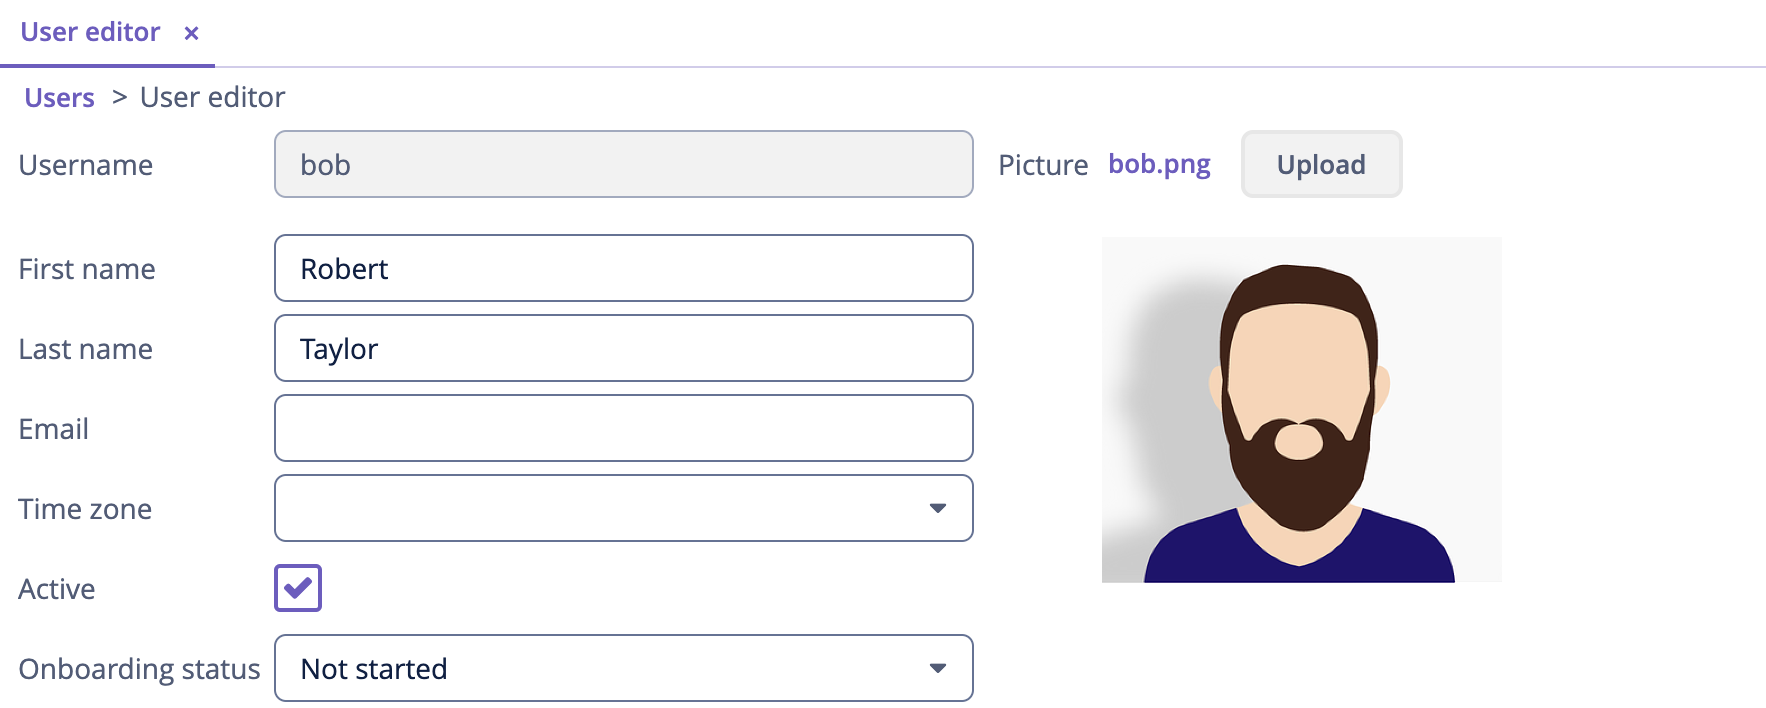 User editor ×
Users > User editor
Username bob Picture bob.png Upload
First name Robert
Last name Taylor
Email
Time zone
Active
Onboarding status Not started